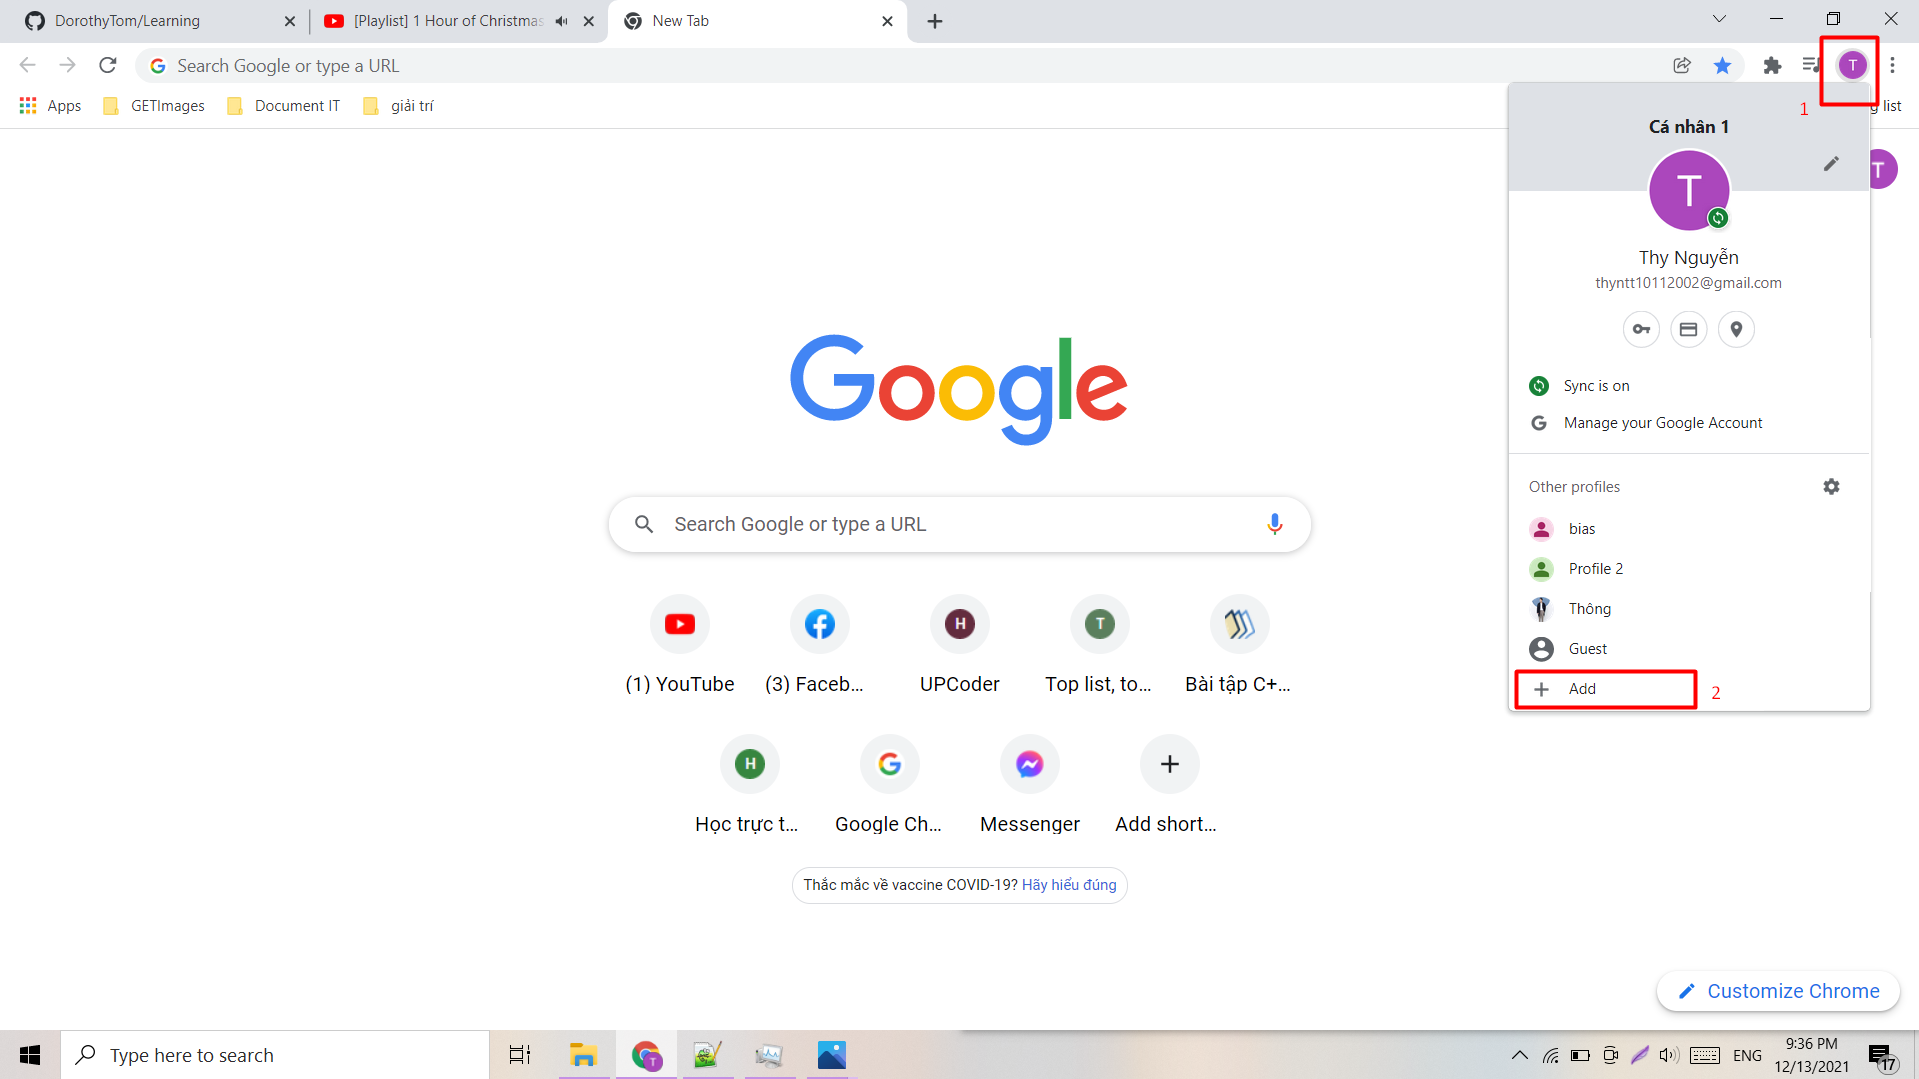 DorothyTom/Learning
[Playlist] 1 Hour of Christmas
New Tab
Search Google or type a URL
T
Apps
GETImages
Document IT
giải trí
1
g list
Cá nhân 1
T
T
Thy Nguyễn
thyntt10112002@gmail.com
Sync is on
Manage your Google Account
Other profiles
bias
Profile 2
Thông
Guest
Add
2
Google
Search Google or type a URL
H
T
(1) YouTube
(3) Faceb...
UPCoder
Top list, to...
Bài tập C+...
H
Học trực t...
Google Ch...
Messenger
Add short...
Thắc mắc về vaccine COVID-19? Hãy hiểu đúng
Customize Chrome
Type here to search
T
ENG
9:36 PM
12/13/2021
17